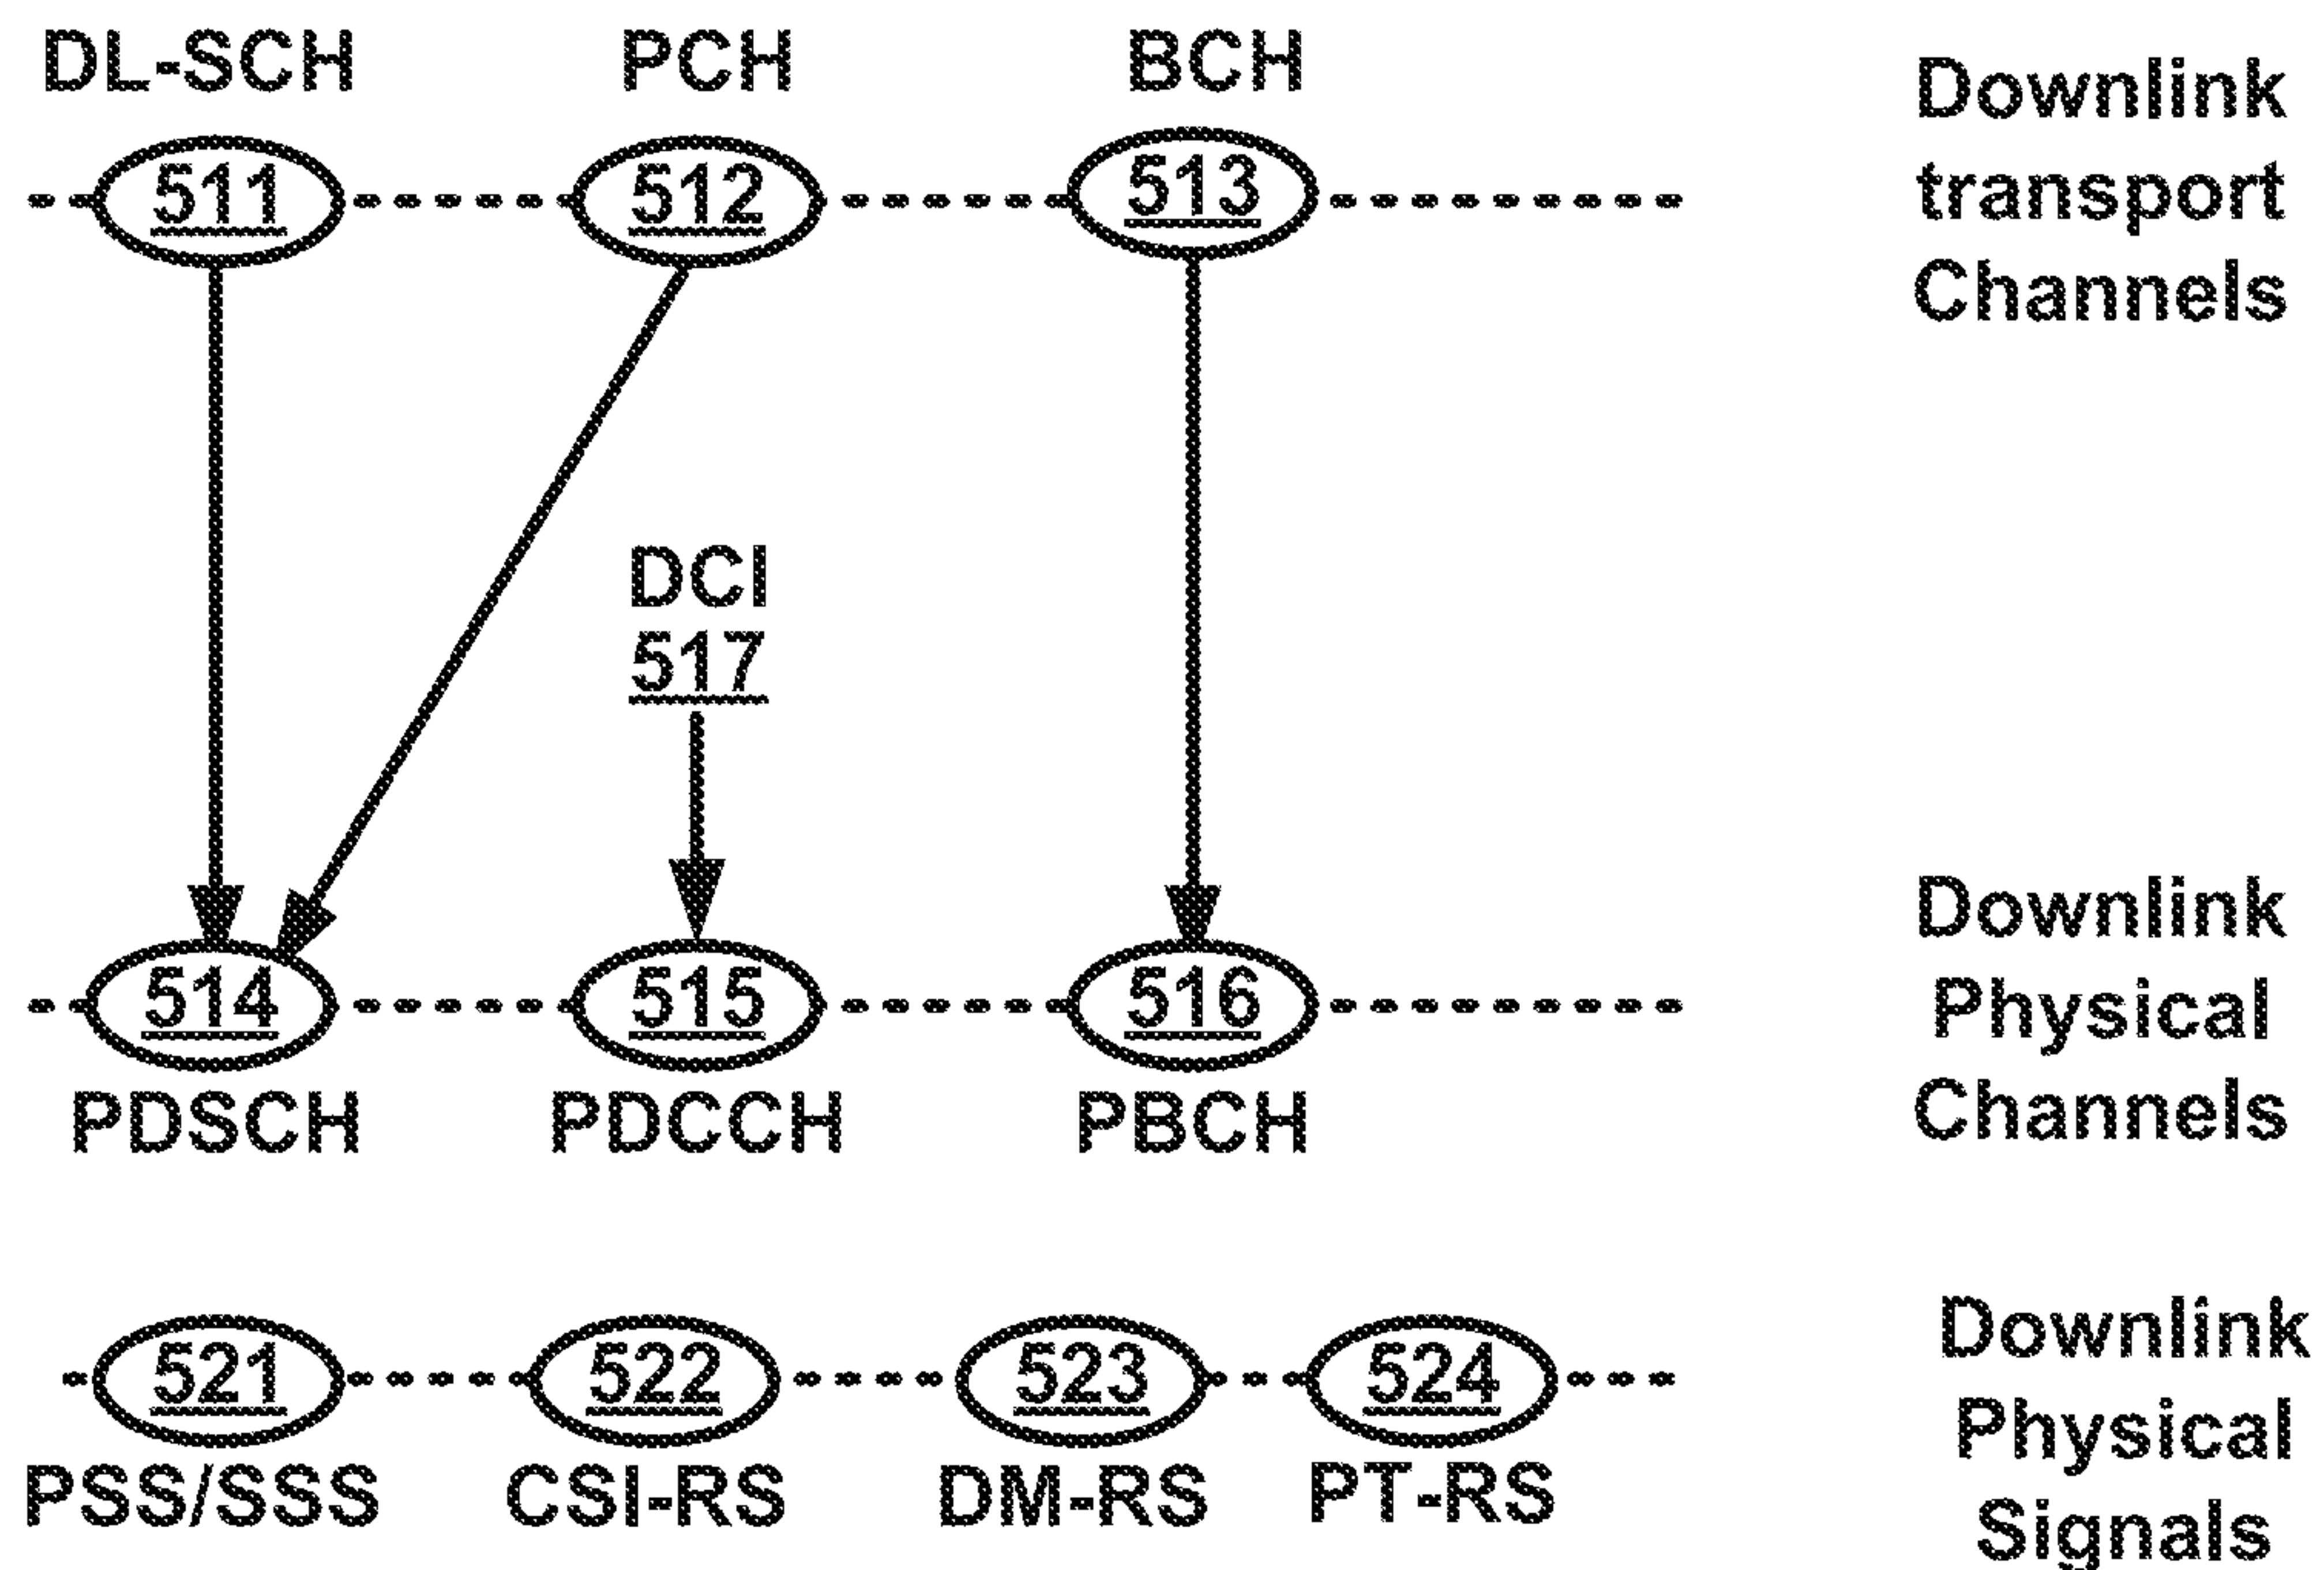 DL-SCH PCH BCH
Downlink
transport
Channels
511 512 513
DCI
517
Downlink
Physical
Channels
514 515 516
PDSCH PDCCH PBCH
Downlink
Physical
Signals
521 522 523 524
PSS/SSS CSI-RS DM-RS PT-RS